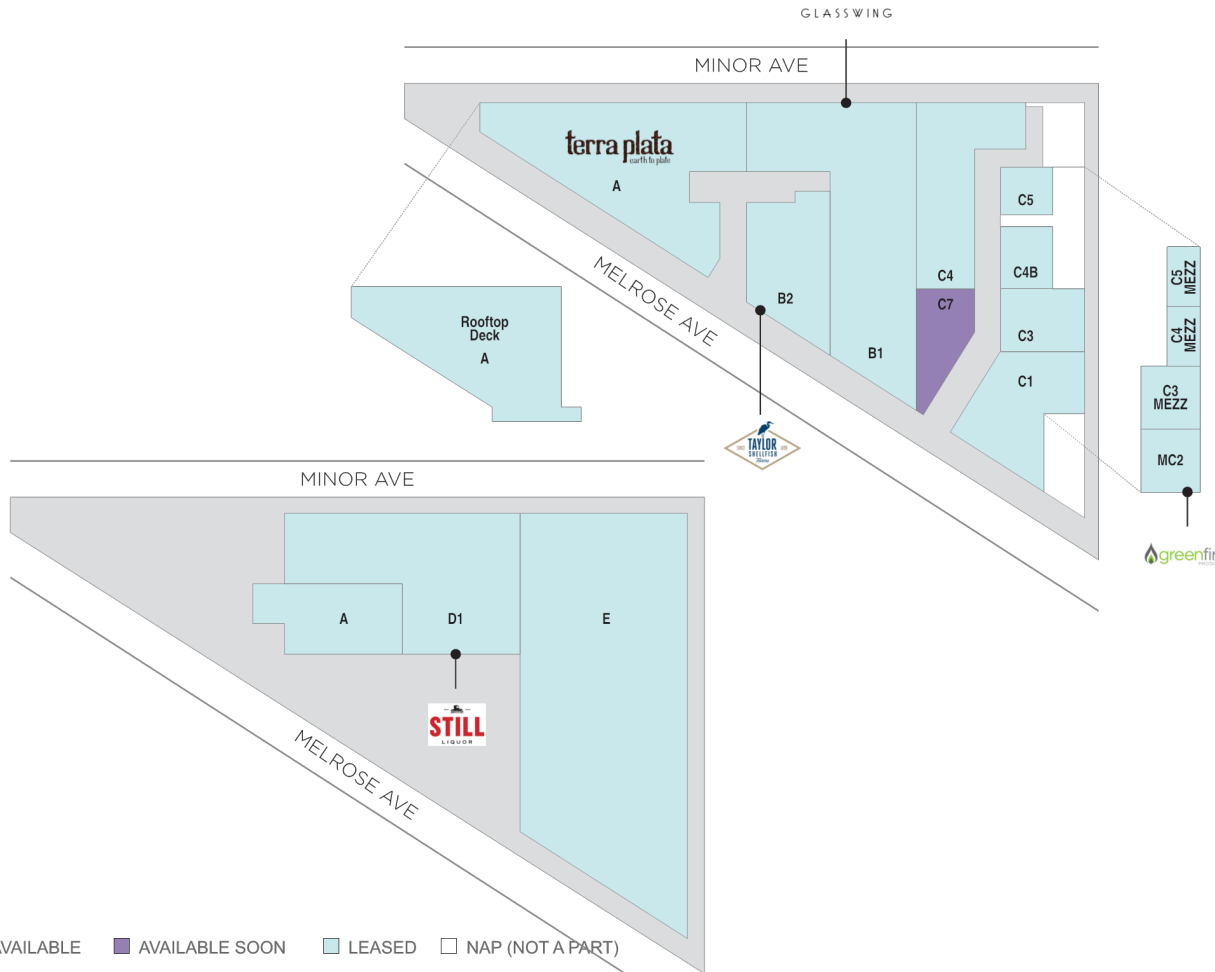 GLASSWING
MINOR AVE
terra plata
earth to plate
A
C5
C4B
C4
C7
B2
MELROSE AVE
B1
C3
C1
C5
MEZZ
C4
MEZZ
C3
MEZZ
MC2
Rooftop
Deck
A
TAYLOR
SHELLFISH
Farms
greenfir
MINOR AVE
A
D1
E
STILL
LIQUOR
MELROSE AVE
VAILABLE
AVAILABLE SOON
LEASED
NAP (NOT A PART)